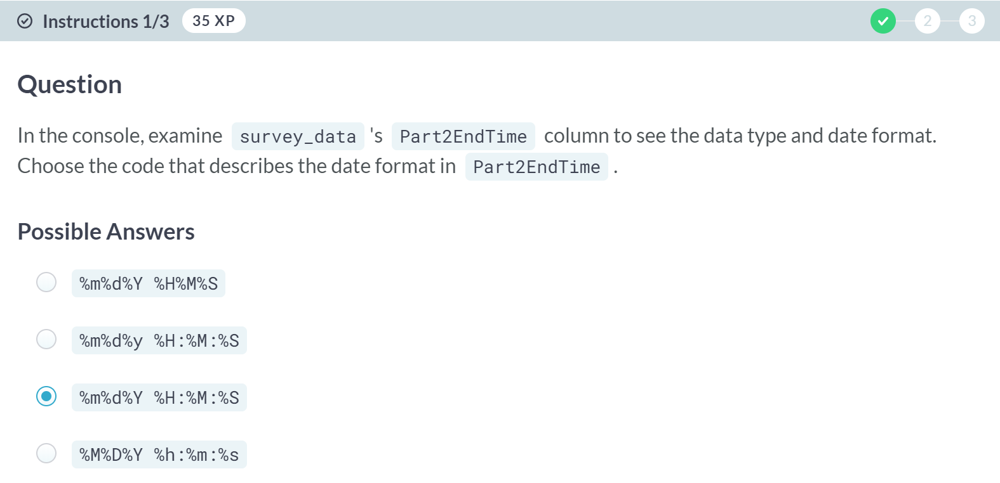 Instructions 1/3 35 XP 2 3
Question
In the console, examine survey_data 's Part2EndTime column to see the data type and date format.
Choose the code that describes the date format in Part2EndTime .
Possible Answers
%m%d%Y %H%M%S
%m%d%y %H:%M:%S
%m%d%Y %H:%M:%S
%M%D%Y %h:%m:%s